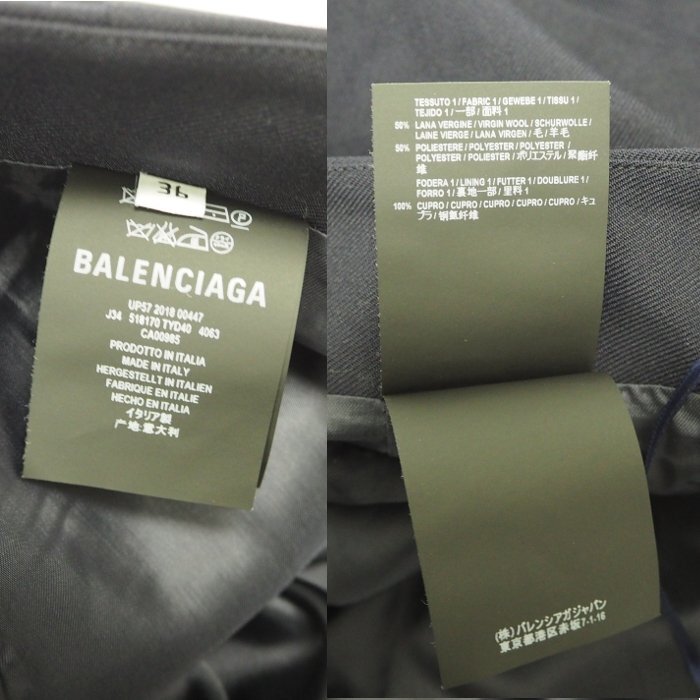 36
BALENCIAGA
UP57 2018 00447
J34 518170 TYD40 4063
CA00985
PRODOTTO IN ITALIA
MADE IN ITALY
HERGESTELLT IN ITALIEN
FABRIQUE EN ITALIE
HECHO EN ITALIA
イタリア製
产地:意大利
TESSUTO 1 / FABRIC 1 / GEWEBE 1 / TISSU 1 /
TEJIDO 1 / 一部 / 面料 1
50% LANA VERGINE / VIRGIN WOOL / SCHURWOLLE /
LAINE VIERGE / LANA VIRGEN / 毛 / 羊毛
50% POLIESTERE / POLYESTER / POLYESTER /
POLYESTER / POLIESTER / ポリエステル / 聚酯纤
维
FODERA 1 / LINING 1 / FUTTER 1 / DOUBLURE 1 /
FORRO 1 / 裏地一部 / 里料 1
100% CUPRO / CUPRO / CUPRO / CUPRO / CUPRO / キュ
プラ / 铜氨纤维
(株) バレンシアガジャパン
東京都港区赤坂7-1-16